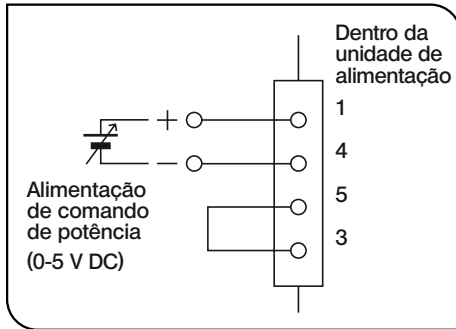 Dentro da
unidade de
alimentação
1
+
4
–
5
3
Alimentação
de comando
de potência
(0-5 V DC)